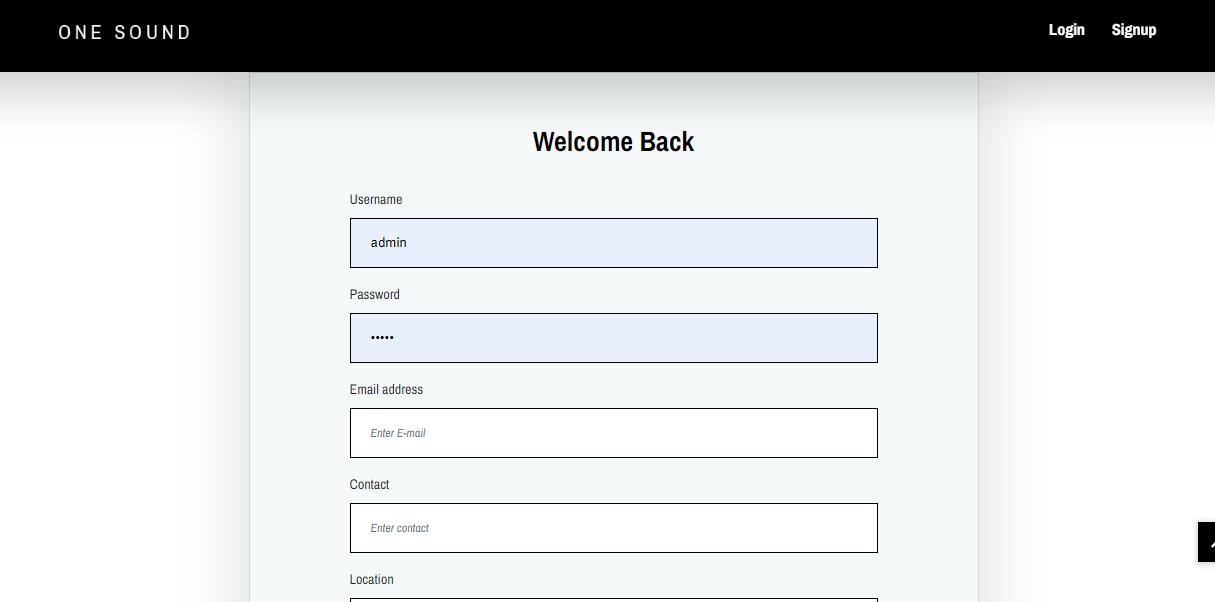 ONE SOUND
Login Signup
Welcome Back
Username
admin
Password
•••••
Email address
Enter E-mail
Contact
Enter contact
Location